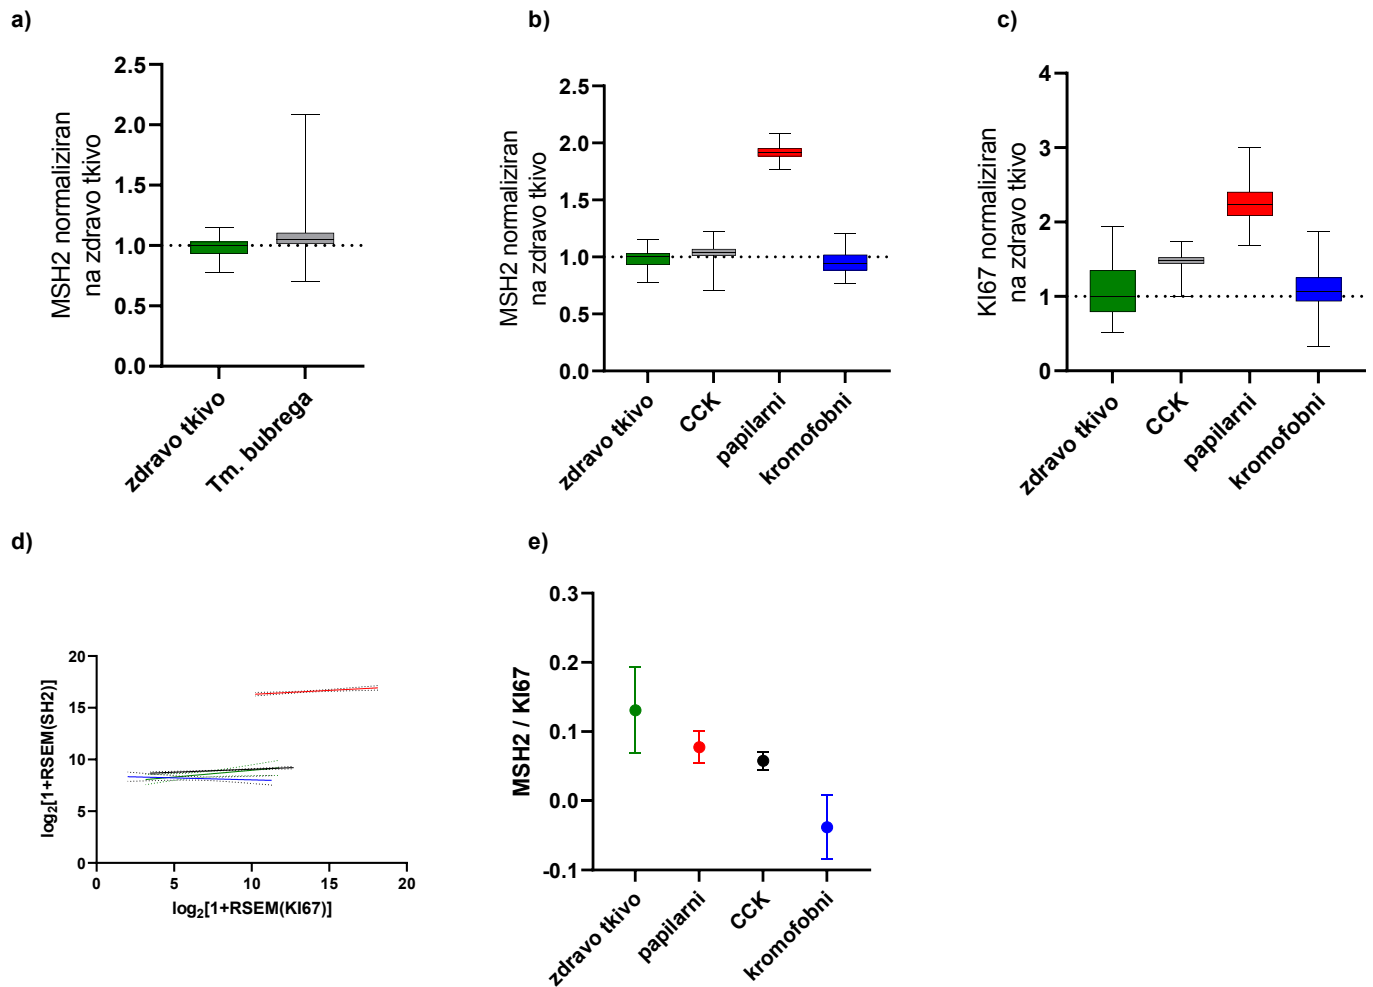 a)
MSH2 normaliziran
na zdravo tkivo
2.5
2.0
1.5
1.0
0.5
0.0
zdravo tkivo
Tm. bubrega
b)
MSH2 normaliziran
na zdravo tkivo
2.5
2.0
1.5
1.0
0.5
0.0
zdravo tkivo
CCK
papilarni
kromofobni
c)
KI67 normaliziran
na zdravo tkivo
4
3
2
1
0
zdravo tkivo
CCK
papilarni
kromofobni
d)
log2[1+RSEM(SH2)]
20
15
10
5
0
0 5 10 15 20
log2[1+RSEM(KI67)]
e)
MSH2 / KI67
0.3
0.2
0.1
0.0
-0.1
zdravo tkivo
papilarni
CCK
kromofobni